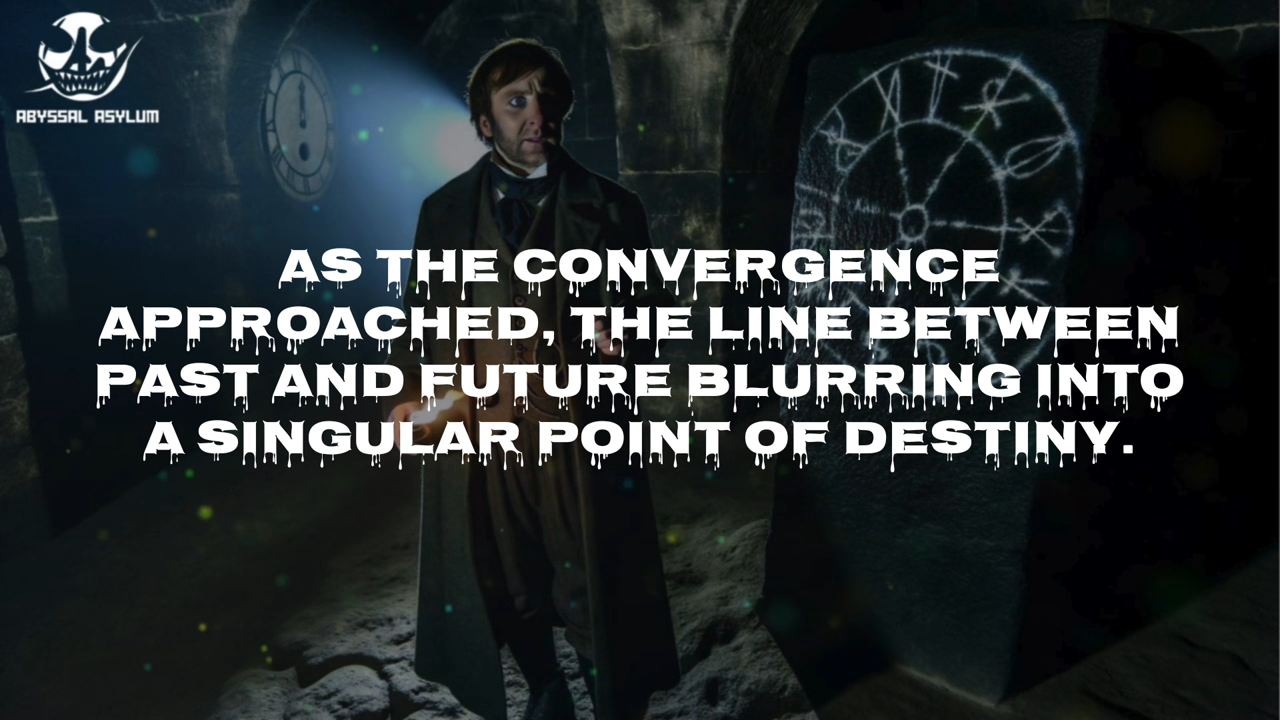 ABYSSAL ASYLUM
AS THE CONVERGENCE
APPROACHED, THE LINE BETWEEN
PAST AND FUTURE BLURRING INTO
A SINGULAR POINT OF DESTINY.